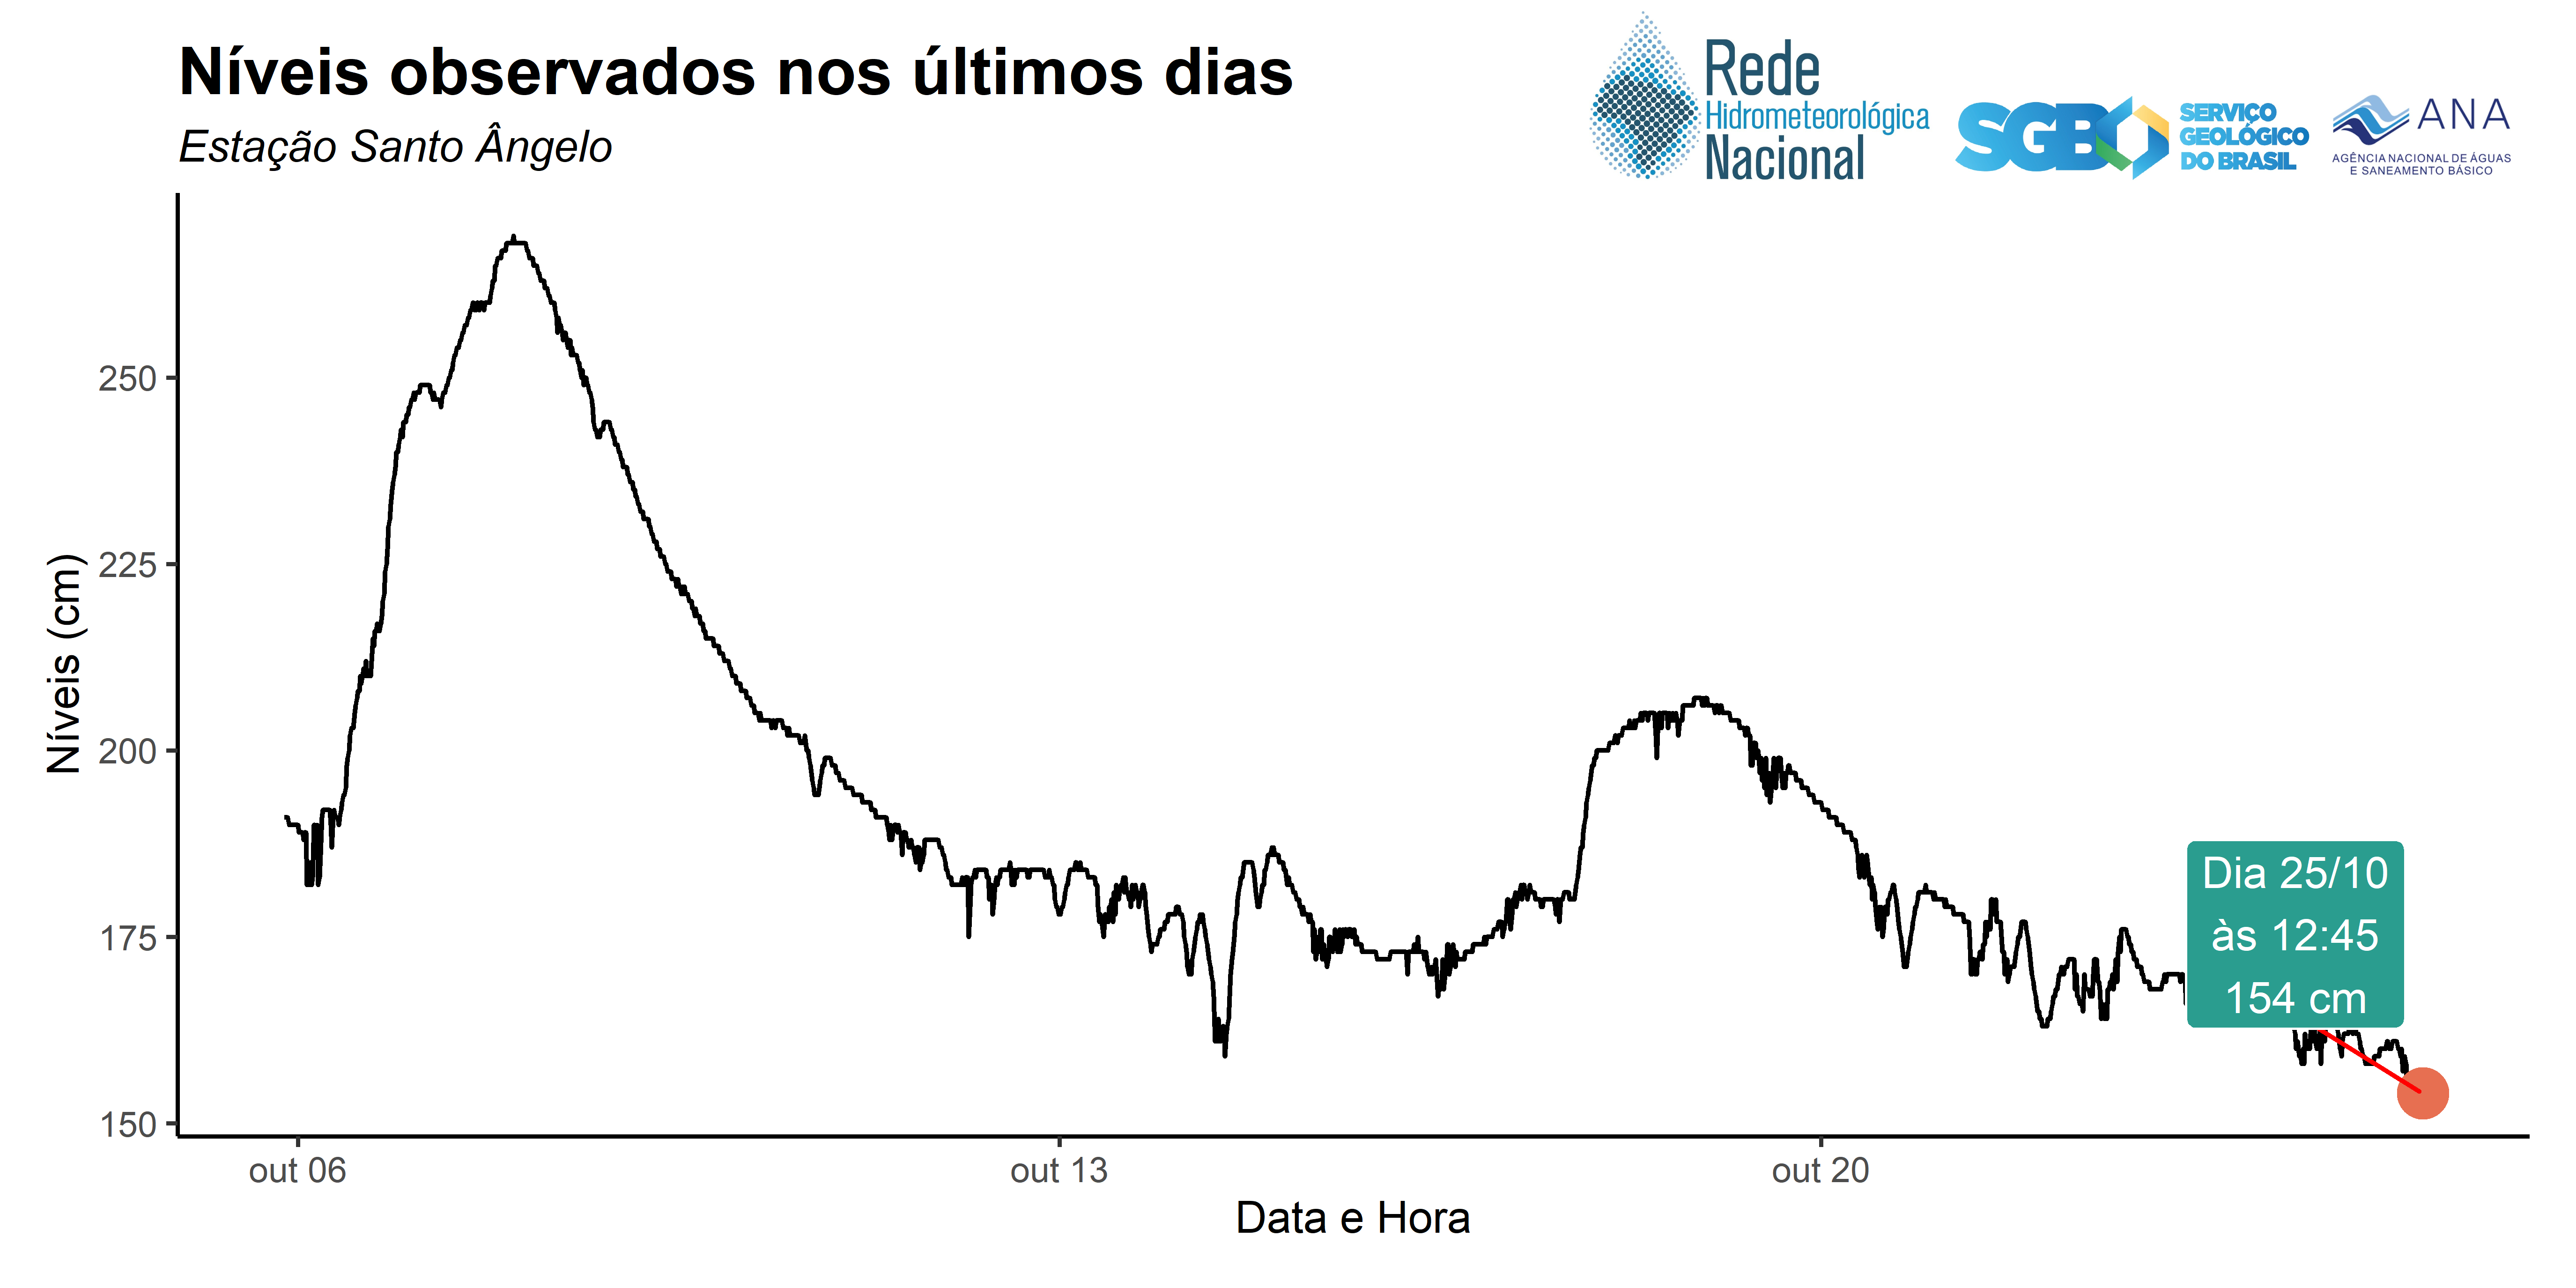 Níveis observados nos últimos dias
Estação Santo Ângelo
Rede
Hidrometeorológica
Nacional
SGB
SERVIÇO
GEOLÓGICO
DO BRASIL
ANA
AGÊNCIA NACIONAL DE ÁGUAS
E SANEAMENTO BÁSICO
Níveis (cm)
250
225
200
175
150
Dia 25/10
às 12:45
154 cm
out 06
out 13
out 20
Data e Hora